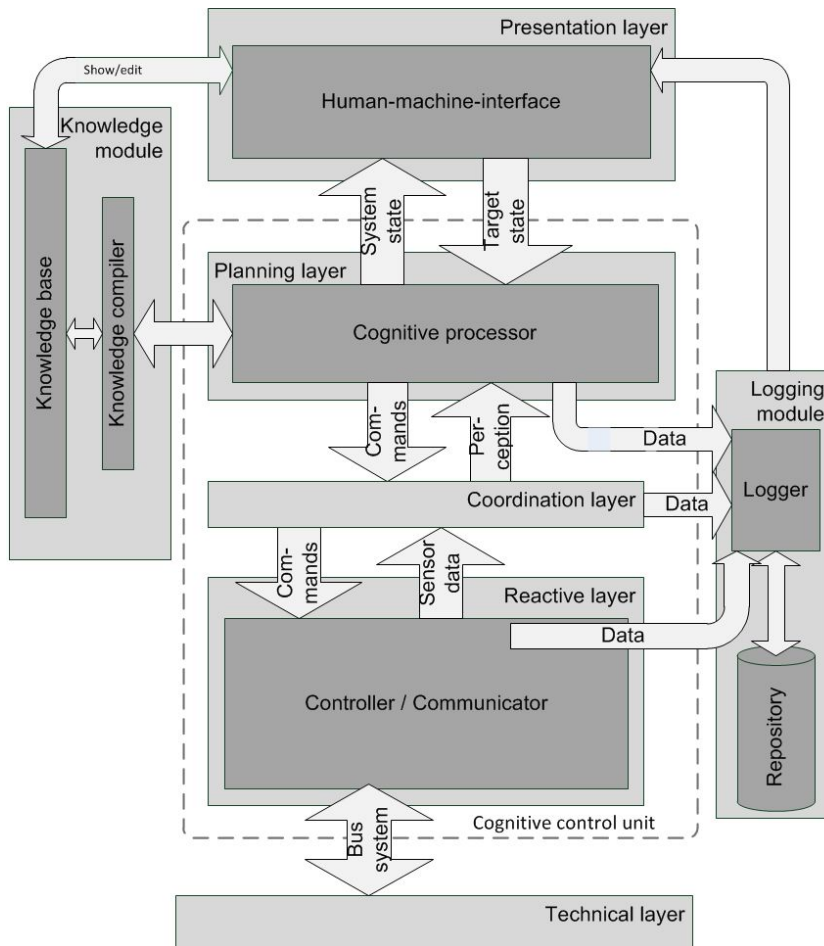 Presentation layer
Show/edit
Human-machine-interface
Knowledge
module
Knowledge base
Knowledge compiler
System
state
Target
state
Planning layer
Cognitive processor
Com-
mands
Per-
ception
Data
Logging
module
Logger
Coordination layer
Data
Com-
mands
Sensor
data
Reactive layer
Data
Controller / Communicator
Repository
Bus
system
Cognitive control unit
Technical layer